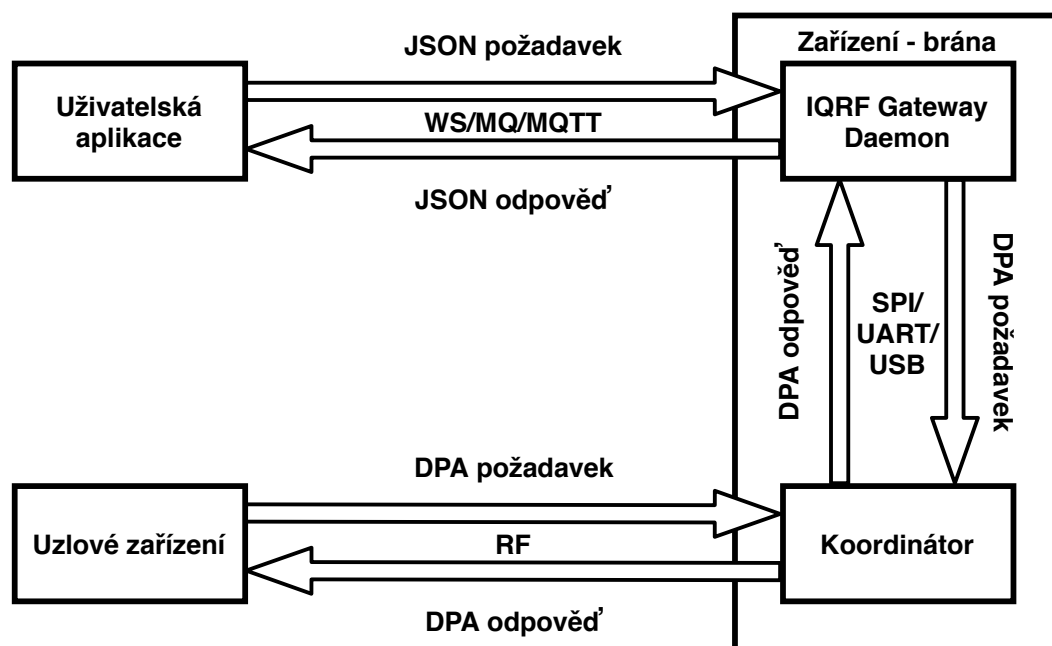 JSON požadavek
Zařízení - brána
Uživatelská
aplikace
IQRF Gateway
Daemon
WS/MQ/MQTT
JSON odpověď
DPA odpověď
SPI/
UART/
USB
DPA požadavek
DPA požadavek
Uzlové zařízení
RF
Koordinátor
DPA odpověď